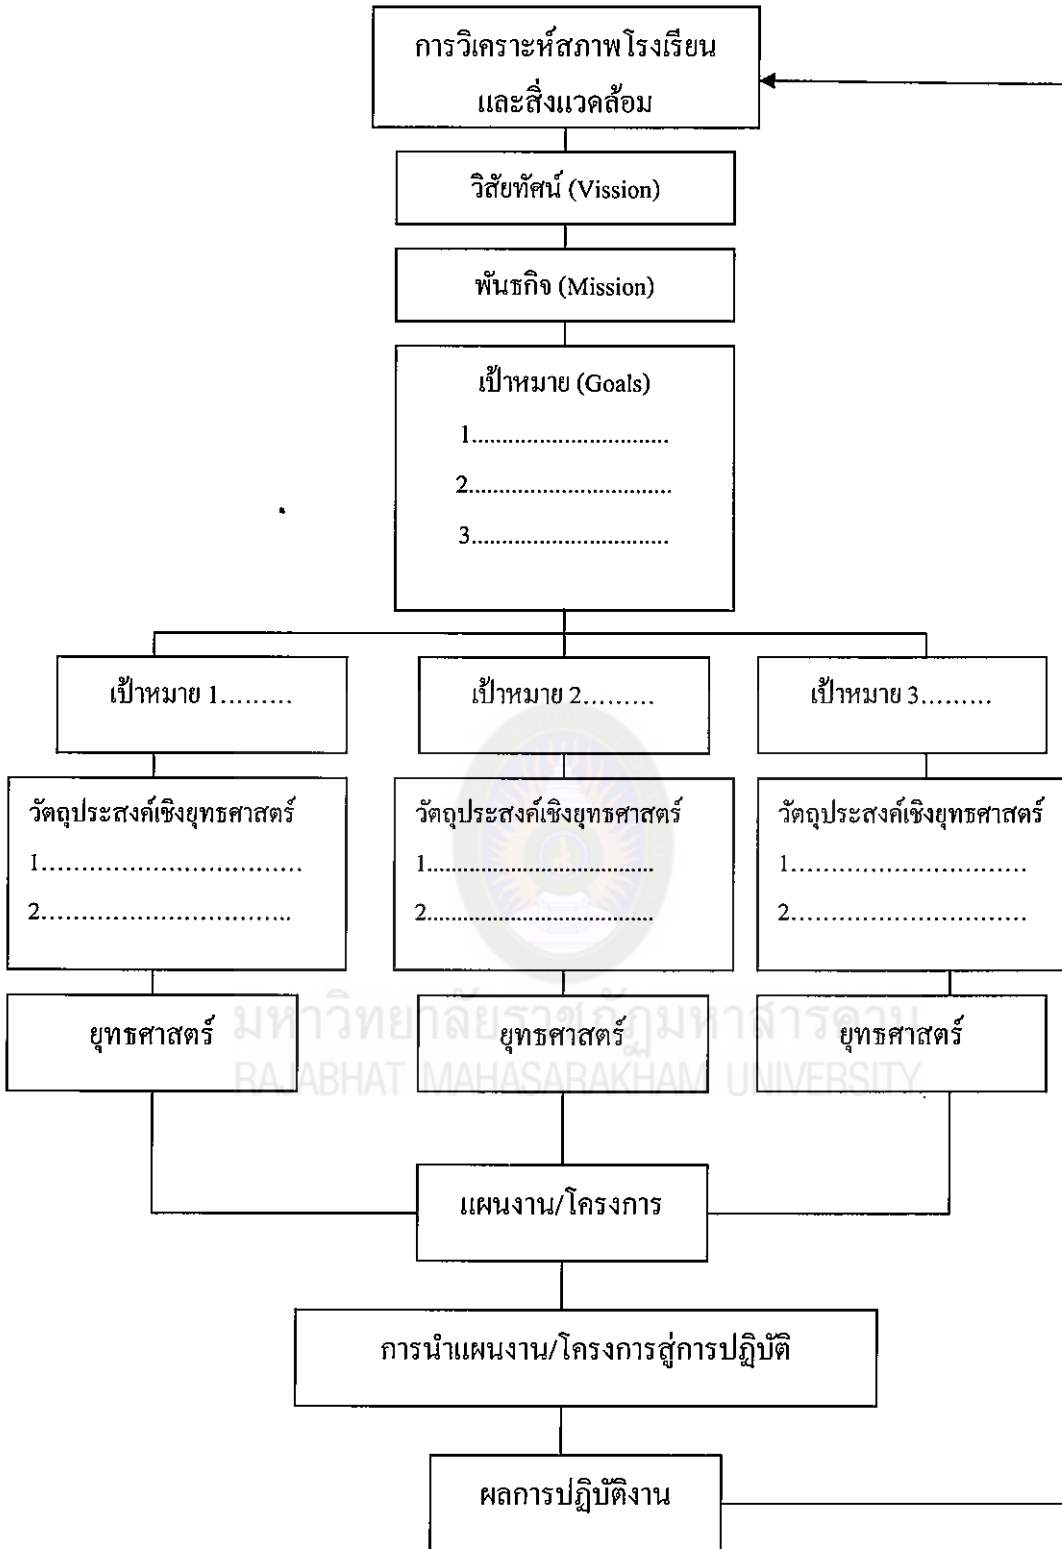 การวิเคราะห์สภาพโรงเรียน
และสิ่งแวดล้อม
วิสัยทัศน์ (Vission)
พันธกิจ (Mission)
เป้าหมาย (Goals)
1.................................
2.................................
3.................................
เป้าหมาย 1.........
เป้าหมาย 2.........
เป้าหมาย 3.........
วัตถุประสงค์เชิงยุทธศาสตร์
1................................
2...............................
วัตถุประสงค์เชิงยุทธศาสตร์
1......................................
2......................................
วัตถุประสงค์เชิงยุทธศาสตร์
1.............................
2.............................
ยุทธศาสตร์
ยุทธศาสตร์
ยุทธศาสตร์
มหาวิทยาลัยราชภัฏมหาสารคาม
RAJABHAT MAHASARAKHAM UNIVERSITY
แผนงาน/โครงการ
การนำแผนงาน/โครงการสู่การปฏิบัติ
ผลการปฏิบัติงาน